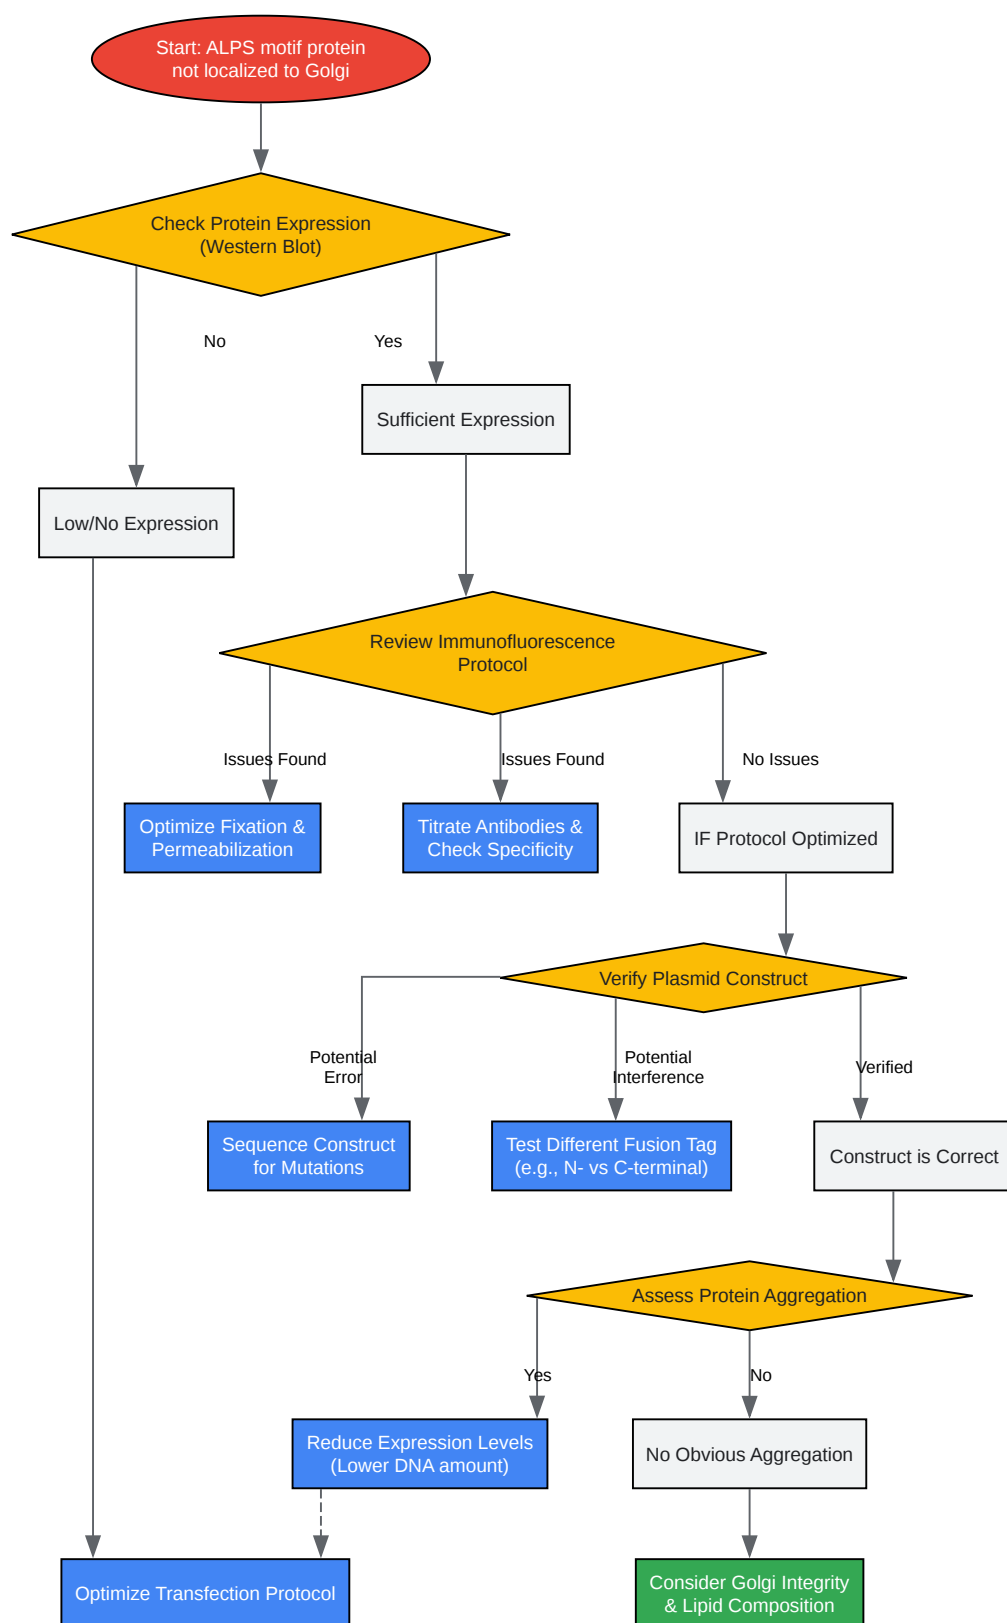 Start: ALPS motif protein
not localized to Golgi
Check Protein Expression
(Western Blot)
No
Yes
Sufficient Expression
Low/No Expression
Review Immunofluorescence
Protocol
Issues Found
Issues Found
No Issues
Optimize Fixation &
Permeabilization
Titrate Antibodies &
Check Specificity
IF Protocol Optimized
Verify Plasmid Construct
Potential
Error
Potential
Interference
Verified
Sequence Construct
for Mutations
Test Different Fusion Tag
(e.g., N- vs C-terminal)
Construct is Correct
Assess Protein Aggregation
Yes
No
Reduce Expression Levels
(Lower DNA amount)
No Obvious Aggregation
Optimize Transfection Protocol
Consider Golgi Integrity
& Lipid Composition